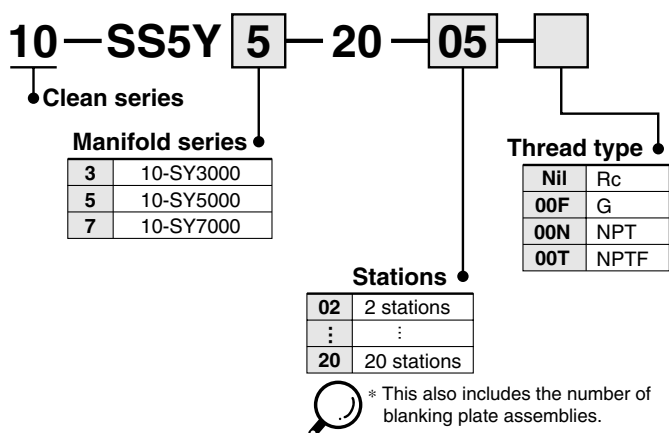 10 — SS5Y 5 — 20 — 05 —
Clean series
Manifold series
3 10-SY3000
5 10-SY5000
7 10-SY7000
Thread type
Nil Rc
00F G
00N NPT
00T NPTF
Stations
02 2 stations
⋮ ⋮
20 20 stations
* This also includes the number of
blanking plate assemblies.